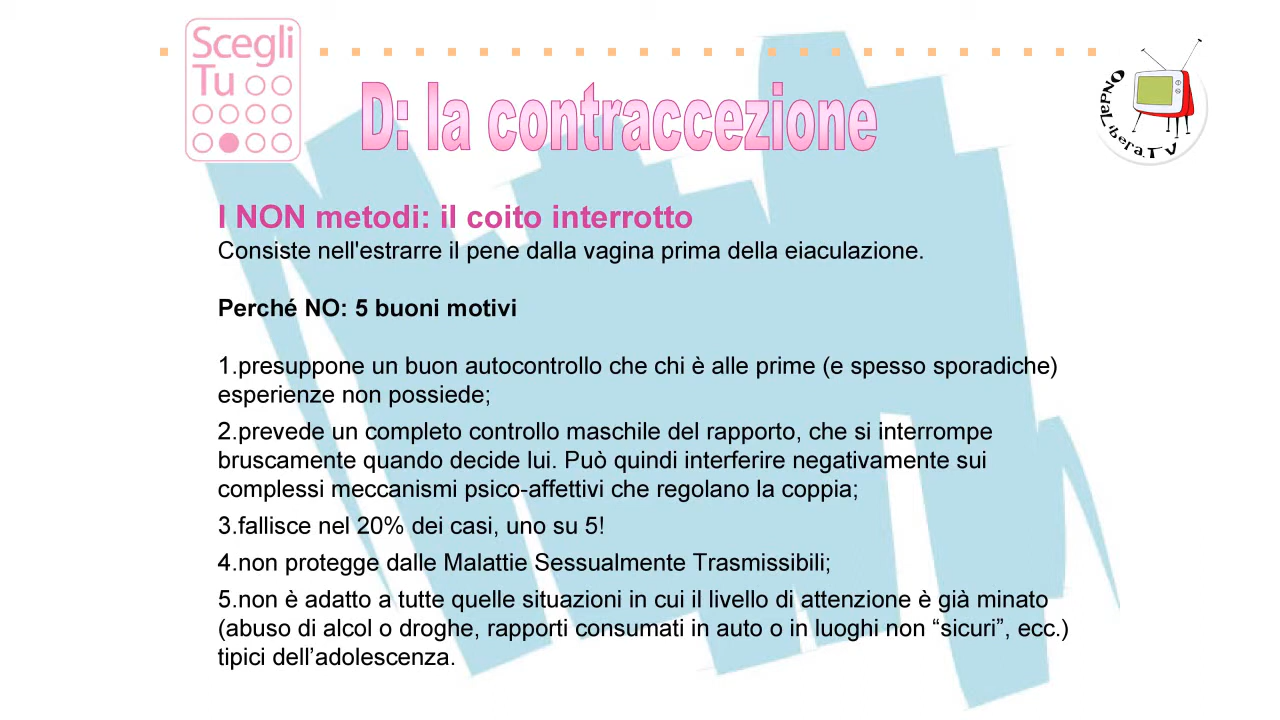 Scegli
Tu
D: la contraccezione
OndaLibera.TV
I NON metodi: il coito interrotto
Consiste nell'estrarre il pene dalla vagina prima della eiaculazione.
Perché NO: 5 buoni motivi
1.presuppone un buon autocontrollo che chi è alle prime (e spesso sporadiche)
esperienze non possiede;
2.prevede un completo controllo maschile del rapporto, che si interrompe
bruscamente quando decide lui. Può quindi interferire negativamente sui
complessi meccanismi psico-affettivi che regolano la coppia;
3.fallisce nel 20% dei casi, uno su 5!
4.non protegge dalle Malattie Sessualmente Trasmissibili;
5.non è adatto a tutte quelle situazioni in cui il livello di attenzione è già minato
(abuso di alcol o droghe, rapporti consumati in auto o in luoghi non “sicuri”, ecc.)
tipici dell’adolescenza.